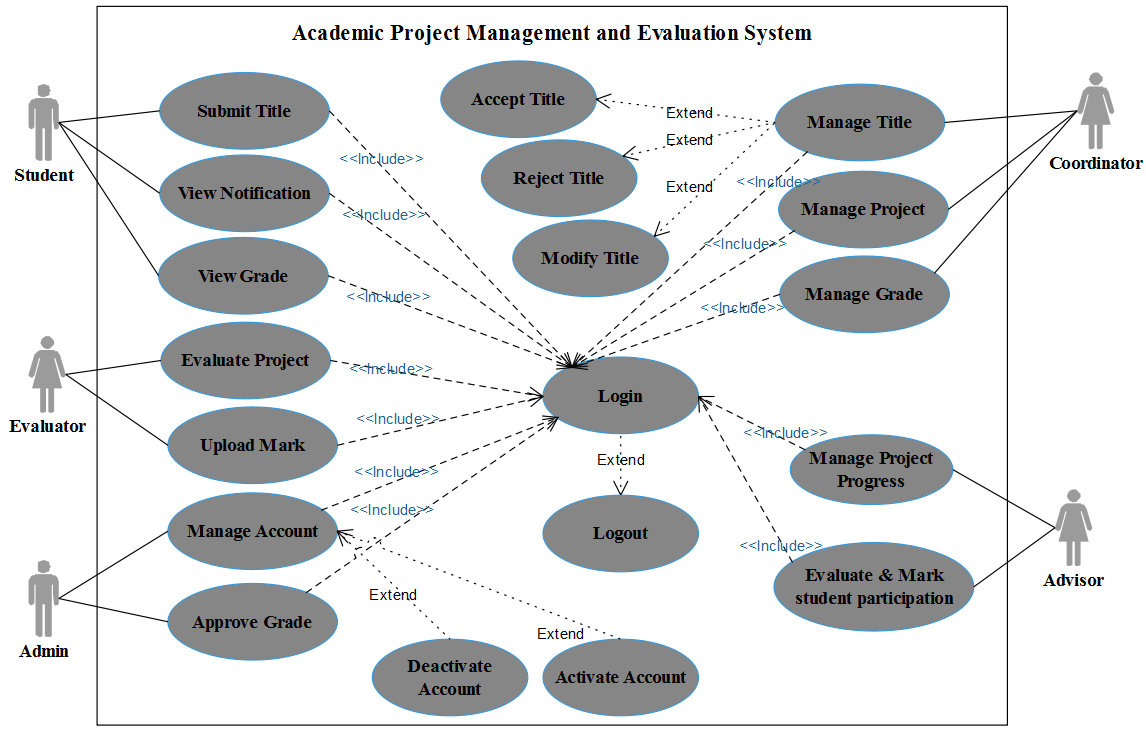 Academic Project Management and Evaluation System
Accept Title
Submit Title
Extend
Manage Title
Extend
<<Include>>
Coordinator
Student
Reject Title
Extend
<<Include>>
View Notification
<<Include>>
Manage Project
<<Include>>
Modify Title
View Grade
<<Include>>
<<Include>>
Manage Grade
Evaluate Project
<<Include>>
Login
Evaluator
<<Include>>
Upload Mark
<<Include>>
Extend
Manage Project
Progress
<<Include>>
<<Include>>
Manage Account
Logout
<<Include>>
Evaluate & Mark
student participation
Advisor
Extend
Approve Grade
Extend
Admin
Deactivate
Account
Activate Account